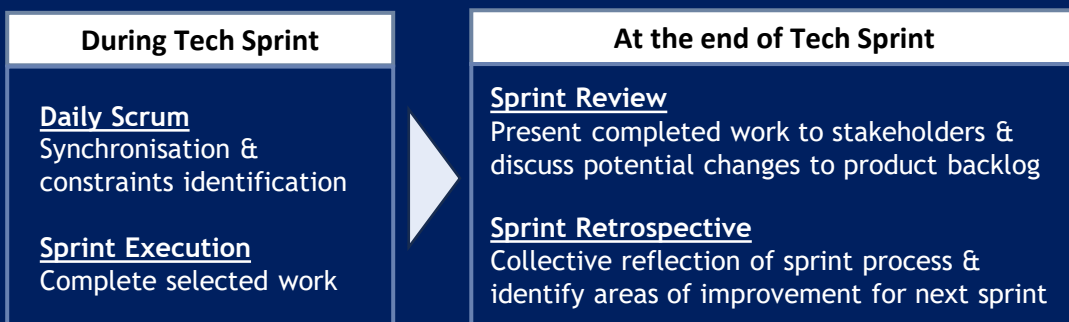 During Tech Sprint
Daily Scrum
Synchronisation &
constraints identification
Sprint Execution
Complete selected work
At the end of Tech Sprint
Sprint Review
Present completed work to stakeholders &
discuss potential changes to product backlog
Sprint Retrospective
Collective reflection of sprint process &
identify areas of improvement for next sprint